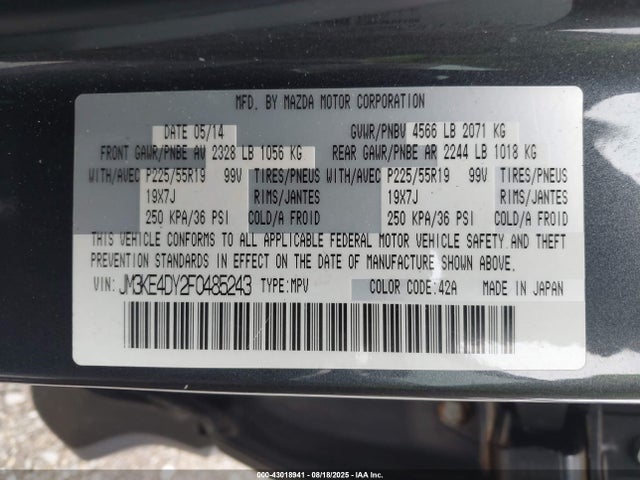 MFD. BY MAZDA MOTOR CORPORATION
DATE 05/14 GVWR/PNBV 4566 LB 2071 KG
FRONT GAWR/PNBE AV 2328 LB 1056 KG REAR GAWR/PNBE AR 2244 LB 1018 KG
WITH/AVEC P225/55R19 99V TIRES/PNEUS WITH/AVEC P225/55R19 99V TIRES/PNEUS
19X7J RIMS/JANTES 19X7J RIMS/JANTES
250 KPA/36 PSI COLD/A FROID 250 KPA/36 PSI COLD/A FROID
THIS VEHICLE CONFORMS TO ALL APPLICABLE FEDERAL MOTOR VEHICLE SAFETY AND THEFT
PREVENTION STANDARDS IN EFFECT ON THE DATE OF MANUFACTURE SHOWN ABOVE.
VIN: JM3KE4DY2F0485243 TYPE:MPV COLOR CODE:42A MADE IN JAPAN
000-43018941 - 08/18/2025 - IAA Inc.